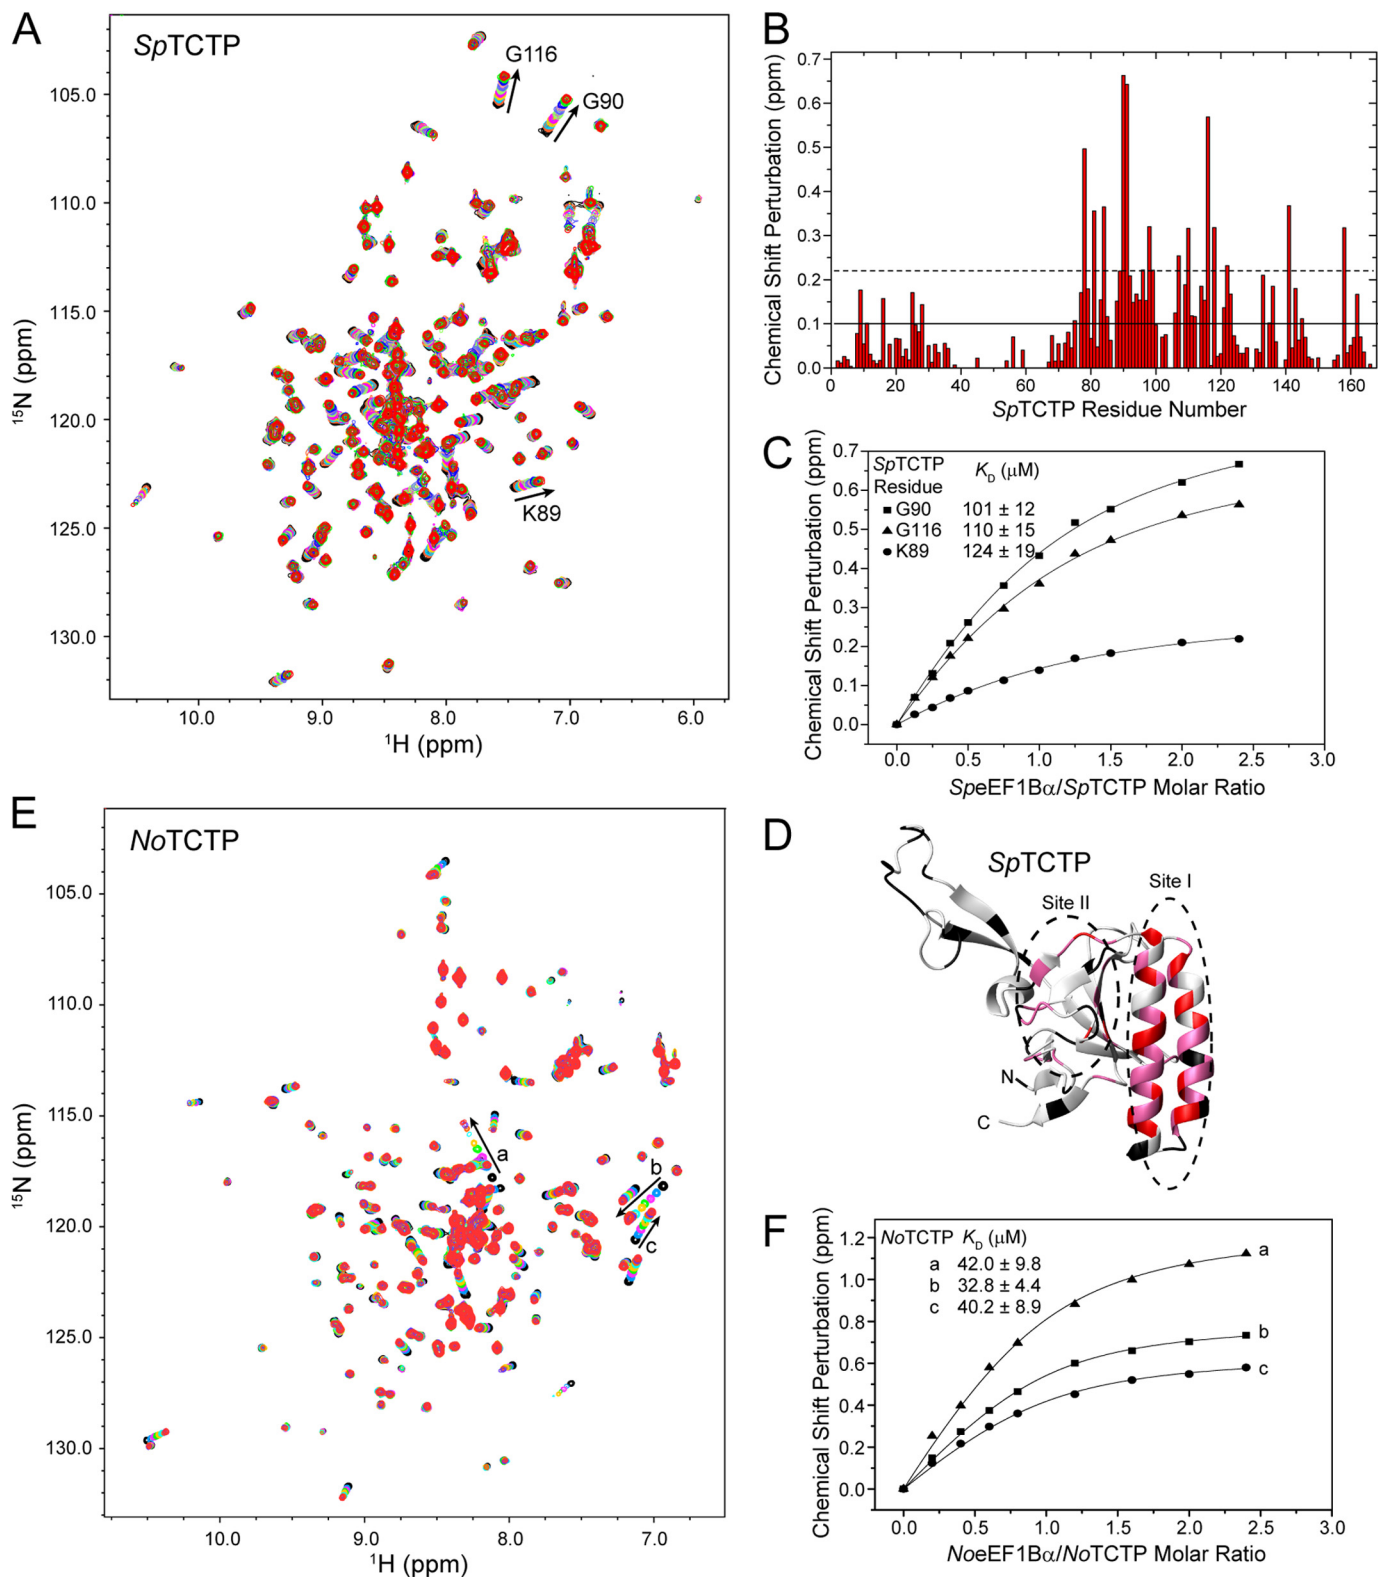 A
SpTCTP
G116
G90
K89
105.0
110.0
115.0
120.0
125.0
130.0
15N (ppm)
10.0 9.0 8.0 7.0 6.0
1H (ppm)
B
0.7
0.6
0.5
0.4
0.3
0.2
0.1
0.0
Chemical Shift Perturbation (ppm)
0 20 40 60 80 100 120 140 160
SpTCTP Residue Number
C
SpTCTP KD (μM)
Residue
G90 101 ± 12
G116 110 ± 15
K89 124 ± 19
0.7
0.6
0.5
0.4
0.3
0.2
0.1
0.0
Chemical Shift Perturbation (ppm)
0.0 0.5 1.0 1.5 2.0 2.5 3.0
SpeEF1Bα/SpTCTP Molar Ratio
D
SpTCTP
Site I
Site II
N
C
E
NoTCTP
a
b
c
105.0
110.0
115.0
120.0
125.0
130.0
15N (ppm)
10.0 9.0 8.0 7.0
1H (ppm)
F
NoTCTP KD (μM)
a 42.0 ± 9.8
b 32.8 ± 4.4
c 40.2 ± 8.9
a
b
c
1.2
1.0
0.8
0.6
0.4
0.2
0.0
Chemical Shift Perturbation (ppm)
0.0 0.5 1.0 1.5 2.0 2.5 3.0
NoeEF1Bα/NoTCTP Molar Ratio